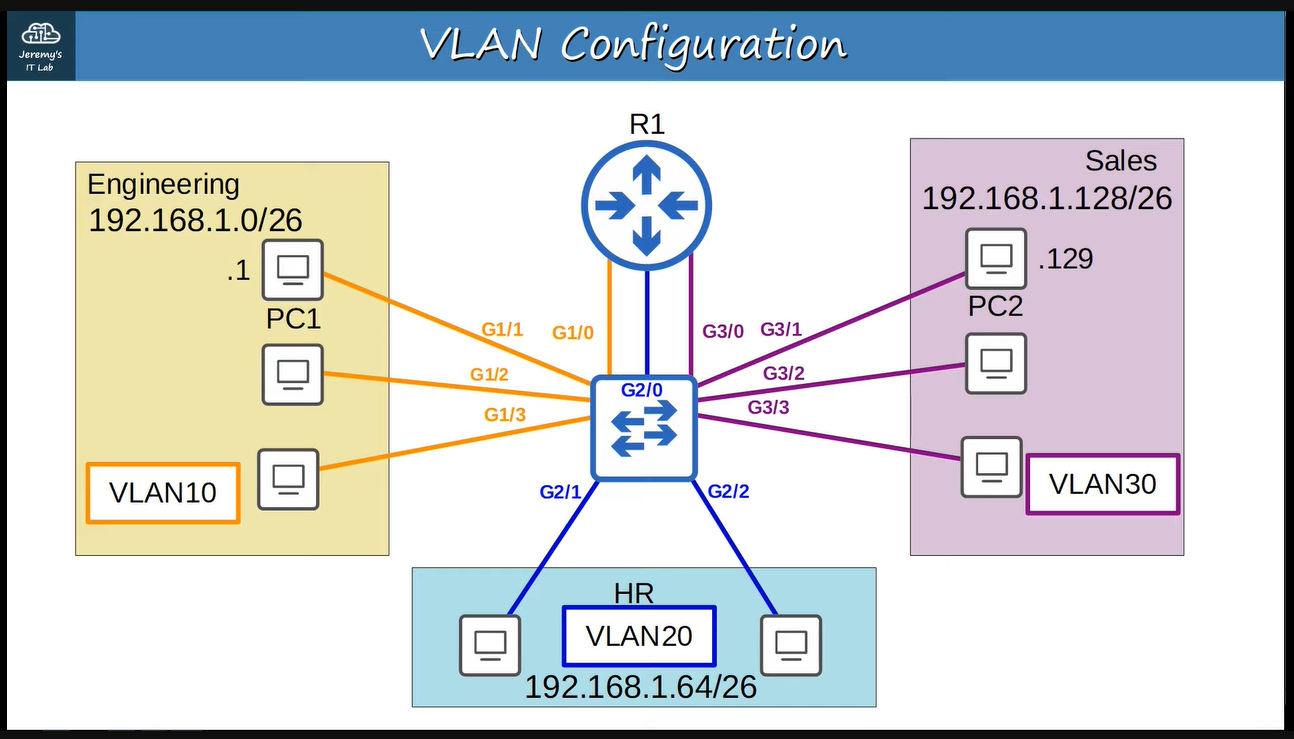 Jeremy's
IT Lab
VLAN Configuration
R1
Engineering
192.168.1.0/26
.1
PC1
VLAN10
G1/1
G1/0
G1/2
G1/3
G2/0
G3/0
G3/1
G3/2
G3/3
G2/1
G2/2
Sales
192.168.1.128/26
.129
PC2
VLAN30
HR
VLAN20
192.168.1.64/26